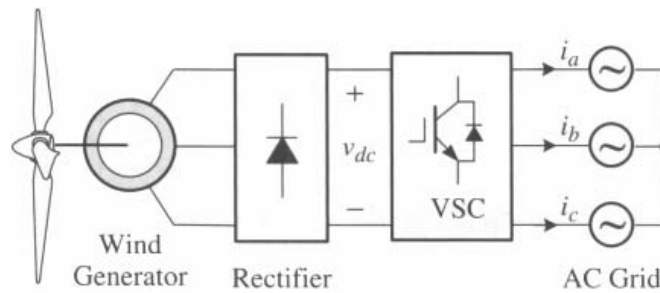 i_a
+
v_dc
i_b
−
VSC
i_c
Wind
Generator
Rectifier
AC Grid